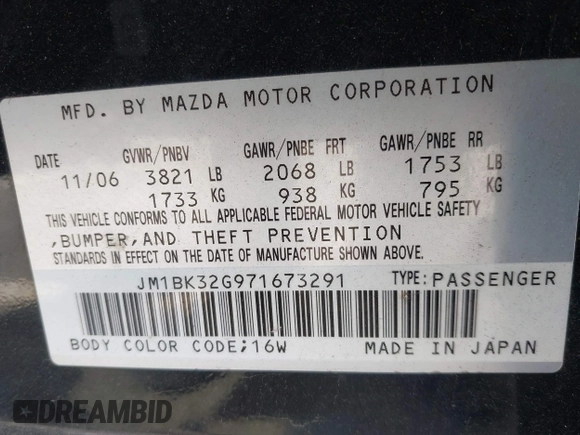 MFD. BY MAZDA MOTOR CORPORATION
DATE GVWR/PNBV GAWR/PNBE FRT GAWR/PNBE RR
11/06 3821 LB 2068 LB 1753 LB
1733 KG 938 KG 795 KG
THIS VEHICLE CONFORMS TO ALL APPLICABLE FEDERAL MOTOR VEHICLE SAFETY
,BUMPER,AND THEFT PREVENTION
STANDARDS IN EFFECT ON THE DATE OF MANUFACTURE SHOWN ABOVE.
JM1BK32G971673291 TYPE:PASSENGER
BODY COLOR CODE;16W MADE IN JAPAN
DREAMBID